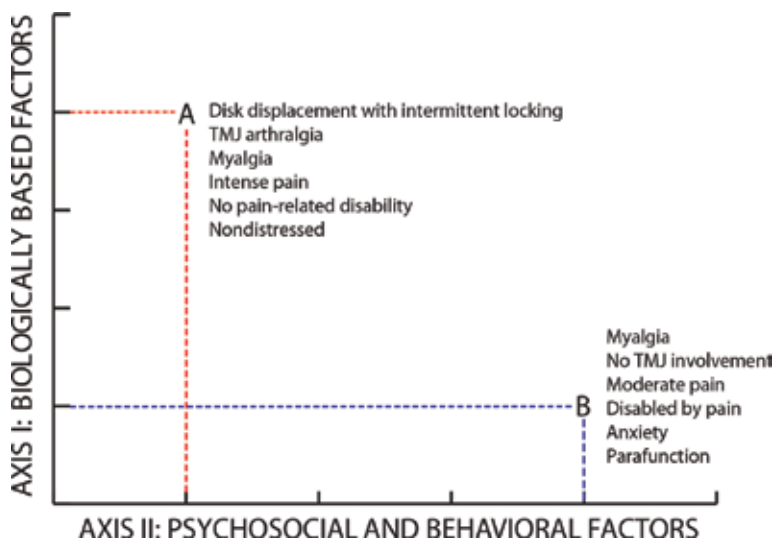 AXIS I: BIOLOGICALLY BASED FACTORS
A
Disk displacement with intermittent locking
TMJ arthralgia
Myalgia
Intense pain
No pain-related disability
Nondistressed
B
Myalgia
No TMJ involvement
Moderate pain
Disabled by pain
Anxiety
Parafunction
AXIS II: PSYCHOSOCIAL AND BEHAVIORAL FACTORS